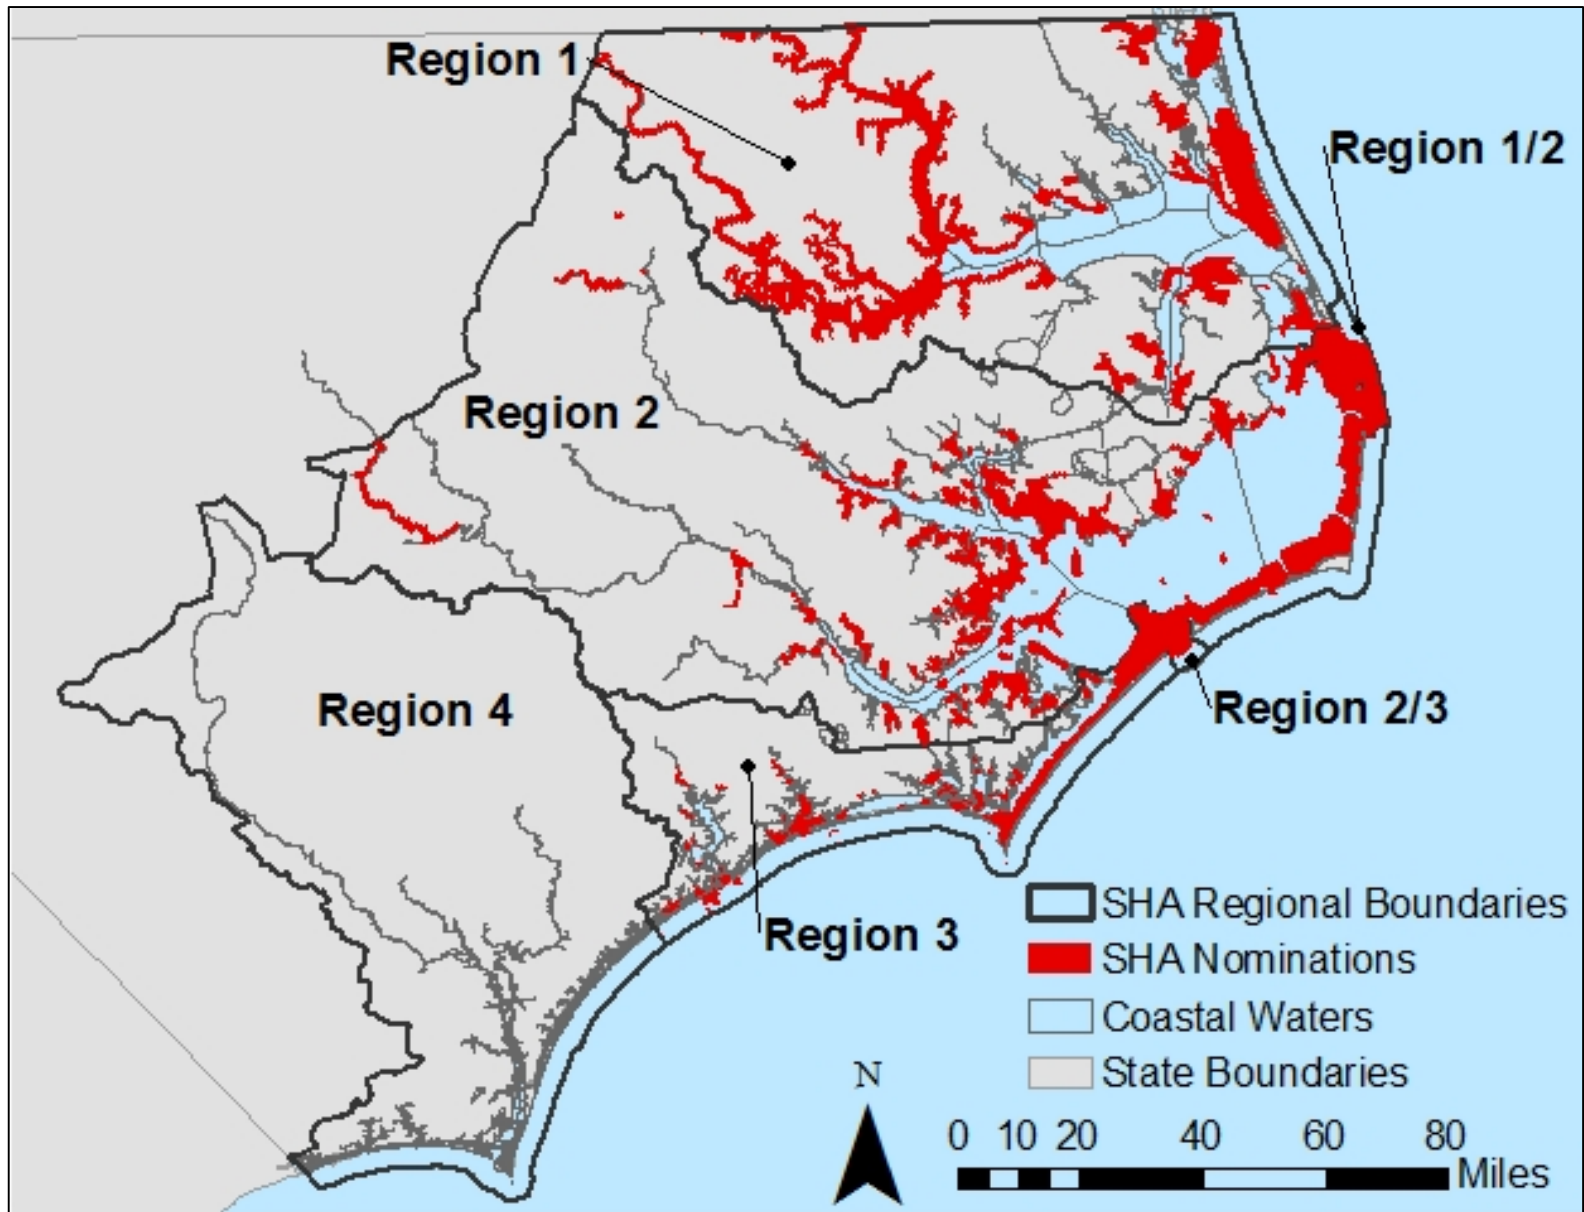 Region 1
Region 1/2
Region 2
Region 4
Region 2/3
Region 3
SHA Regional Boundaries
SHA Nominations
Coastal Waters
State Boundaries
N
0 10 20 40 60 80
Miles